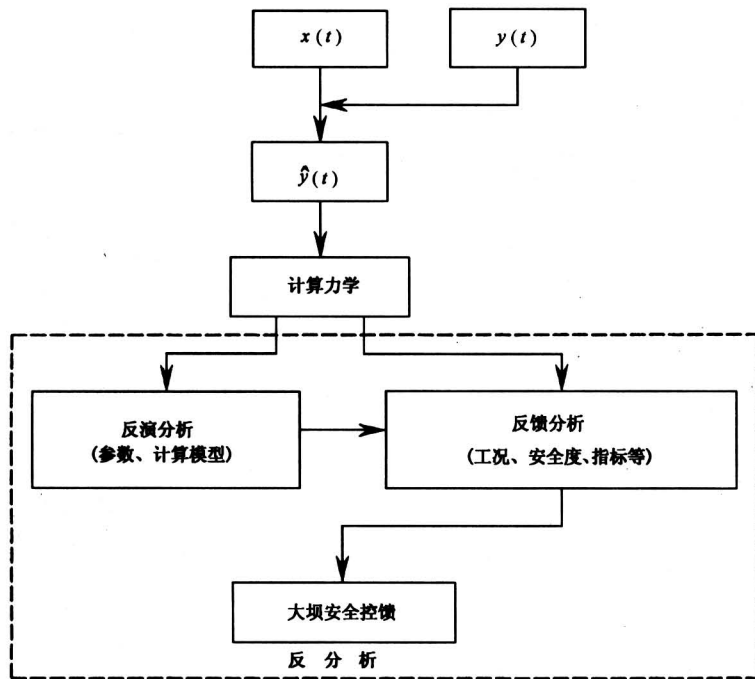 x(t)
y(t)
ŷ(t)
计算力学
反演分析
(参数、计算模型)
反馈分析
(工况、安全度、指标等)
大坝安全控馈
反 分 析